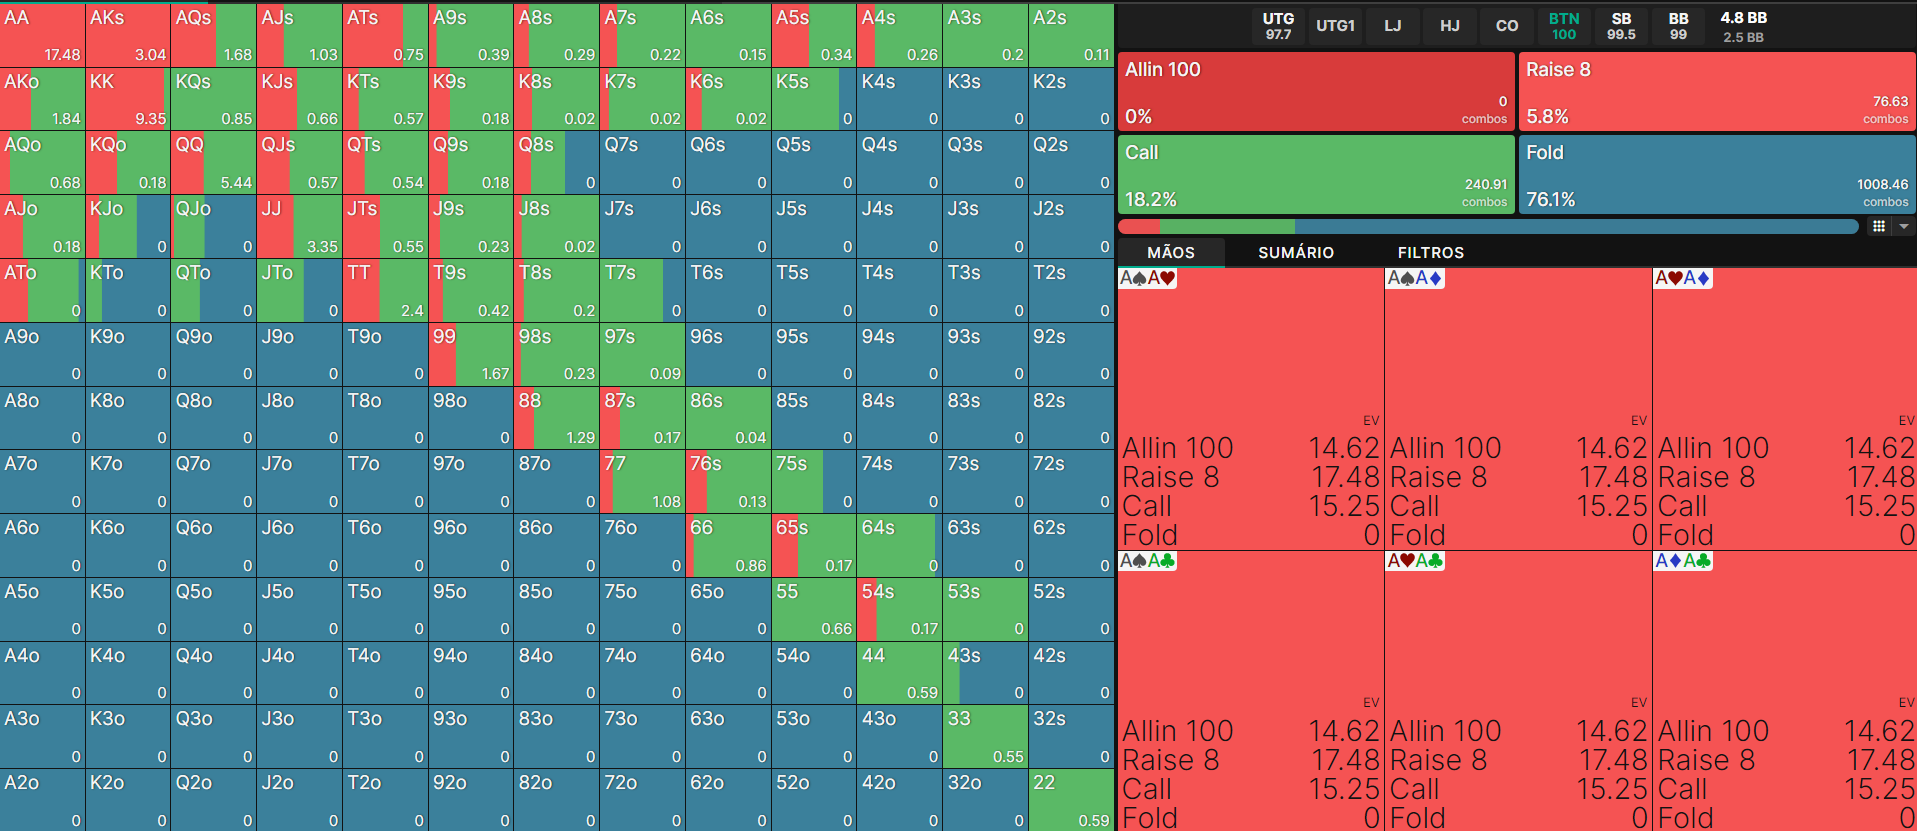 AA AKs AQs AJs ATs A9s A8s A7s A6s A5s A4s A3s A2s
17.48 3.04 1.68 1.03 0.75 0.39 0.29 0.22 0.15 0.34 0.26 0.2 0.11
AKo KK KQs KJs KTs K9s K8s K7s K6s K5s K4s K3s K2s
1.84 9.35 0.85 0.66 0.57 0.18 0.02 0.02 0.02 0 0 0 0
AQo KQo QQ QJs QTs Q9s Q8s Q7s Q6s Q5s Q4s Q3s Q2s
0.68 0.18 5.44 0.57 0.54 0.18 0 0 0 0 0 0 0
AJo KJo QJo JJ JTs J9s J8s J7s J6s J5s J4s J3s J2s
0.18 0 0 3.35 0.55 0.23 0.02 0 0 0 0 0 0
ATo KTo QTo JTo TT T9s T8s T7s T6s T5s T4s T3s T2s
0 0 0 0 2.4 0.42 0.2 0 0 0 0 0 0
A9o K9o Q9o J9o T9o 99 98s 97s 96s 95s 94s 93s 92s
0 0 0 0 0 1.67 0.23 0.09 0 0 0 0 0
A8o K8o Q8o J8o T8o 98o 88 87s 86s 85s 84s 83s 82s
0 0 0 0 0 0 1.29 0.17 0.04 0 0 0 0
A7o K7o Q7o J7o T7o 97o 87o 77 76s 75s 74s 73s 72s
0 0 0 0 0 0 0 1.08 0.13 0 0 0 0
A6o K6o Q6o J6o T6o 96o 86o 76o 66 65s 64s 63s 62s
0 0 0 0 0 0 0 0 0.86 0.17 0 0 0
A5o K5o Q5o J5o T5o 95o 85o 75o 65o 55 54s 53s 52s
0 0 0 0 0 0 0 0 0 0.66 0.17 0 0
A4o K4o Q4o J4o T4o 94o 84o 74o 64o 54o 44 43s 42s
0 0 0 0 0 0 0 0 0 0 0.59 0 0
A3o K3o Q3o J3o T3o 93o 83o 73o 63o 53o 43o 33 32s
0 0 0 0 0 0 0 0 0 0 0 0.55 0
A2o K2o Q2o J2o T2o 92o 82o 72o 62o 52o 42o 32o 22
0 0 0 0 0 0 0 0 0 0 0 0 0.59
UTG UTG1 LJ HJ CO BTN SB BB 4.8 BB
97.7 100 99.5 99 2.5 BB
Allin 100 Raise 8
0 76.63
0% combos 5.8% combos
Call Fold
240.91 1008.46
18.2% combos 76.1% combos
MÃOS SUMÁRIO FILTROS
A♠A♥ A♠A♦ A♥A♦
EV EV EV
Allin 100 14.62 Allin 100 14.62 Allin 100 14.62
Raise 8 17.48 Raise 8 17.48 Raise 8 17.48
Call 15.25 Call 15.25 Call 15.25
Fold 0 Fold 0 Fold 0
A♠A♣ A♥A♣ A♦A♣
EV EV EV
Allin 100 14.62 Allin 100 14.62 Allin 100 14.62
Raise 8 17.48 Raise 8 17.48 Raise 8 17.48
Call 15.25 Call 15.25 Call 15.25
Fold 0 Fold 0 Fold 0